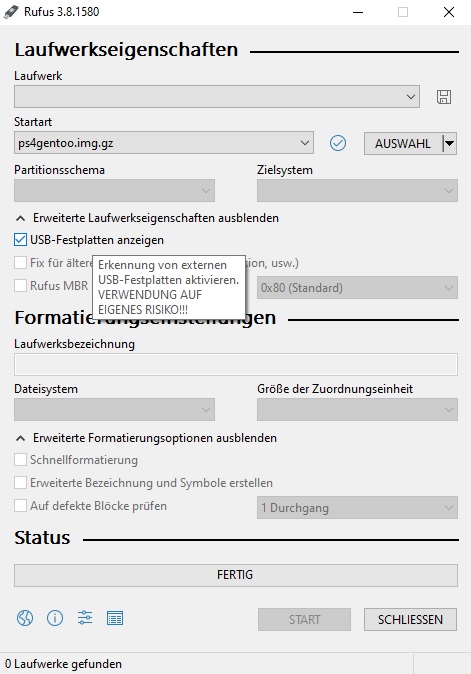 Rufus 3.8.1580
Laufwerkseigenschaften
Laufwerk
Startart
ps4gentoo.img.gz
AUSWAHL
Partitionsschema
Zielsystem
Erweiterte Laufwerkseigenschaften ausblenden
USB-Festplatten anzeigen
Fix für ältere
ion, usw.)
Erkennung von externen
USB-Festplatten aktivieren.
VERWENDUNG AUF
EIGENES RISIKO!!!
Rufus MBR
0x80 (Standard)
Formatierungseinstellungen
Laufwerksbezeichnung
Dateisystem
Größe der Zuordnungseinheit
Erweiterte Formatierungsoptionen ausblenden
Schnellformatierung
Erweiterte Bezeichnung und Symbole erstellen
Auf defekte Blöcke prüfen
1 Durchgang
Status
FERTIG
START
SCHLIESSEN
0 Laufwerke gefunden